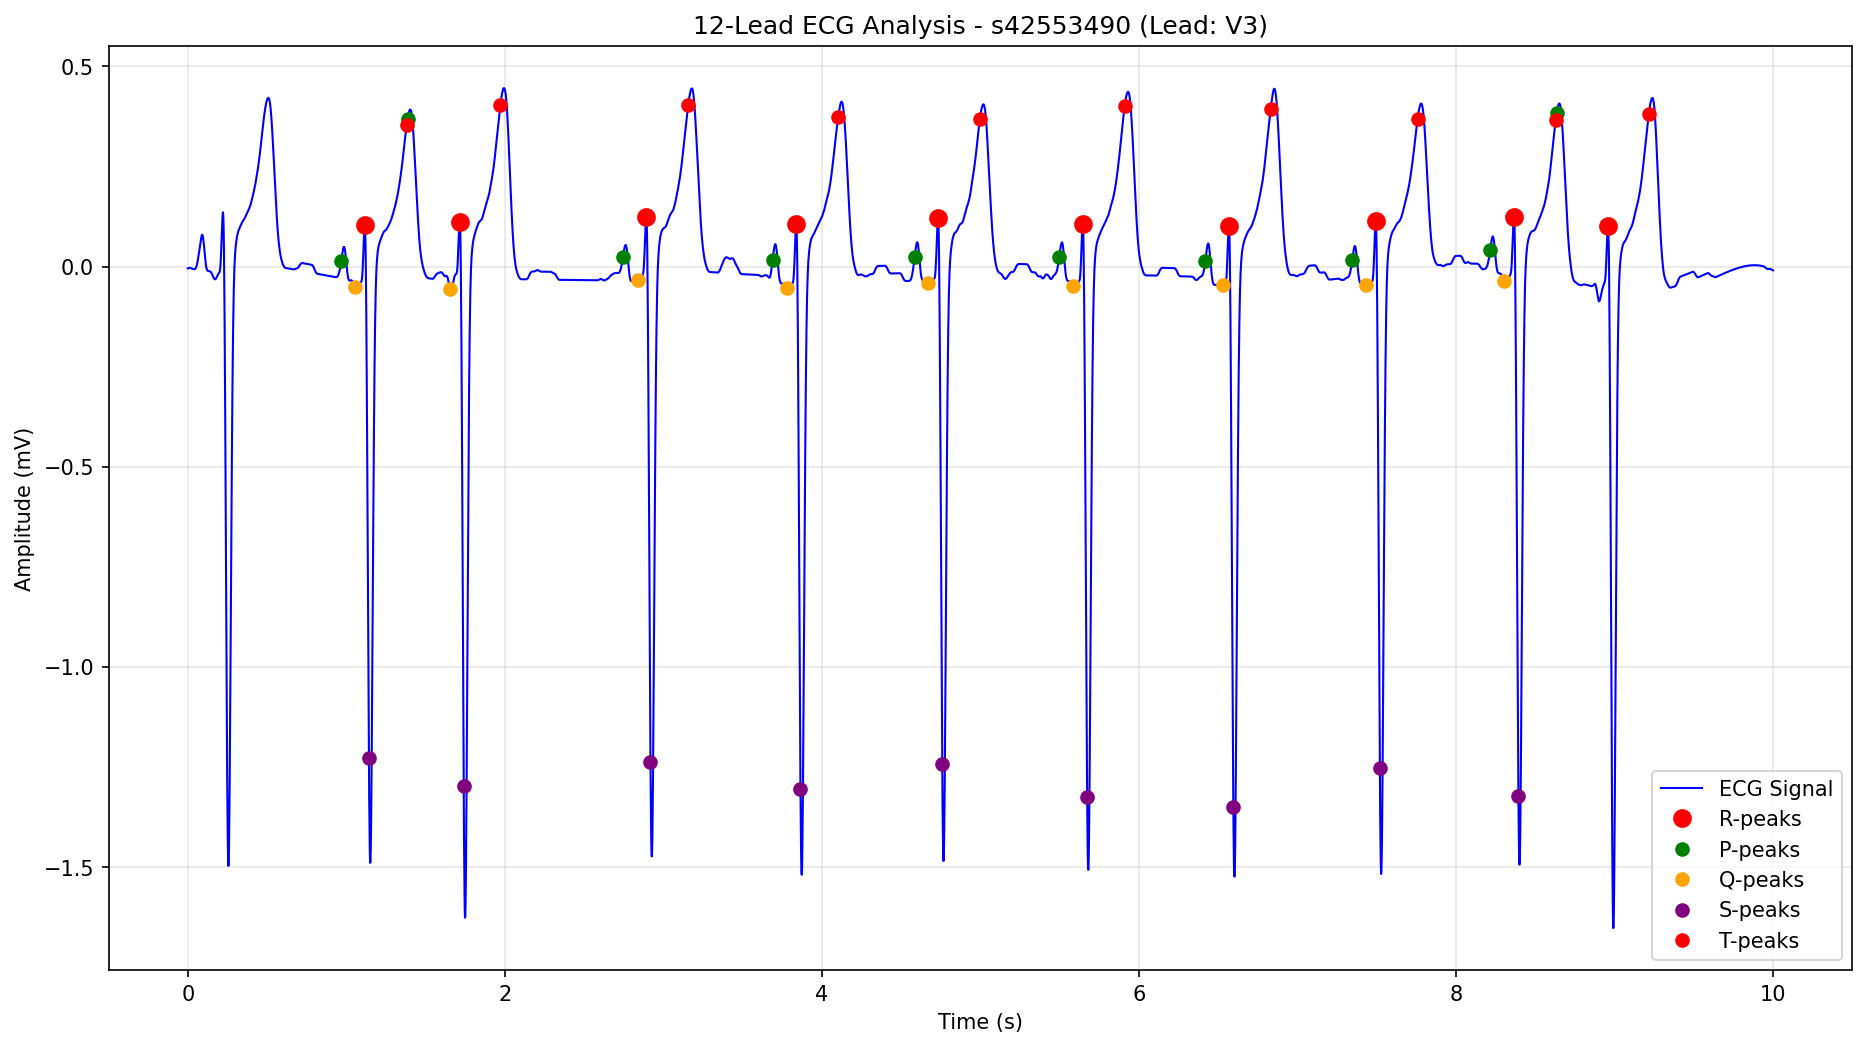 12-Lead ECG Analysis - s42553490 (Lead: V3)
0.5
0.0
−0.5
−1.0
−1.5
Amplitude (mV)
0 2 4 6 8 10
Time (s)
ECG Signal
R-peaks
P-peaks
Q-peaks
S-peaks
T-peaks